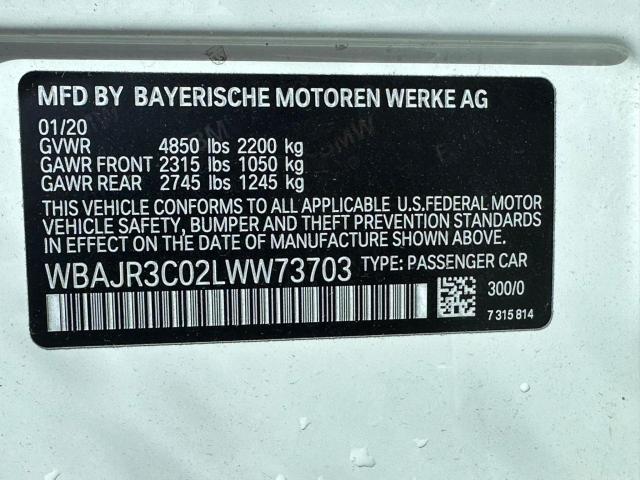 MFD BY BAYERISCHE MOTOREN WERKE AG
01/20
GVWR 4850 lbs 2200 kg
GAWR FRONT 2315 lbs 1050 kg
GAWR REAR 2745 lbs 1245 kg
THIS VEHICLE CONFORMS TO ALL APPLICABLE U.S.FEDERAL MOTOR
VEHICLE SAFETY, BUMPER AND THEFT PREVENTION STANDARDS
IN EFFECT ON THE DATE OF MANUFACTURE SHOWN ABOVE.
WBAJR3C02LWW73703 TYPE: PASSENGER CAR
300/0
7 315 814